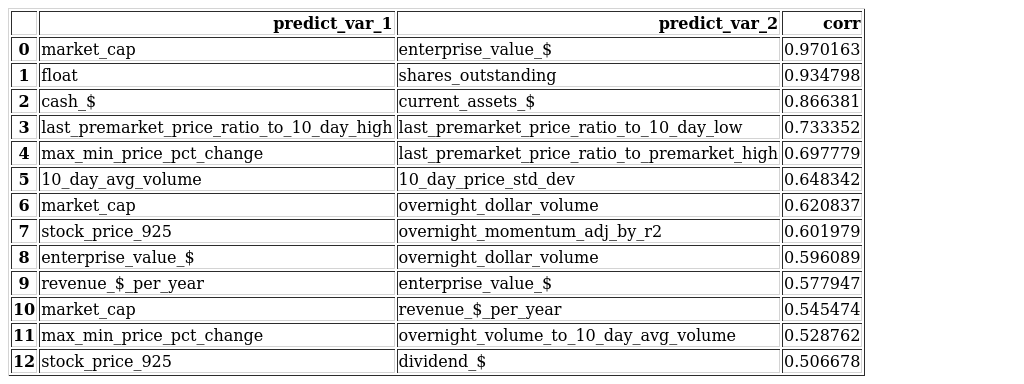 predict_var_1 predict_var_2 corr
0 market_cap enterprise_value_$ 0.970163
1 float shares_outstanding 0.934798
2 cash_$ current_assets_$ 0.866381
3 last_premarket_price_ratio_to_10_day_high last_premarket_price_ratio_to_10_day_low 0.733352
4 max_min_price_pct_change last_premarket_price_ratio_to_premarket_high 0.697779
5 10_day_avg_volume 10_day_price_std_dev 0.648342
6 market_cap overnight_dollar_volume 0.620837
7 stock_price_925 overnight_momentum_adj_by_r2 0.601979
8 enterprise_value_$ overnight_dollar_volume 0.596089
9 revenue_$_per_year enterprise_value_$ 0.577947
10 market_cap revenue_$_per_year 0.545474
11 max_min_price_pct_change overnight_volume_to_10_day_avg_volume 0.528762
12 stock_price_925 dividend_$ 0.506678